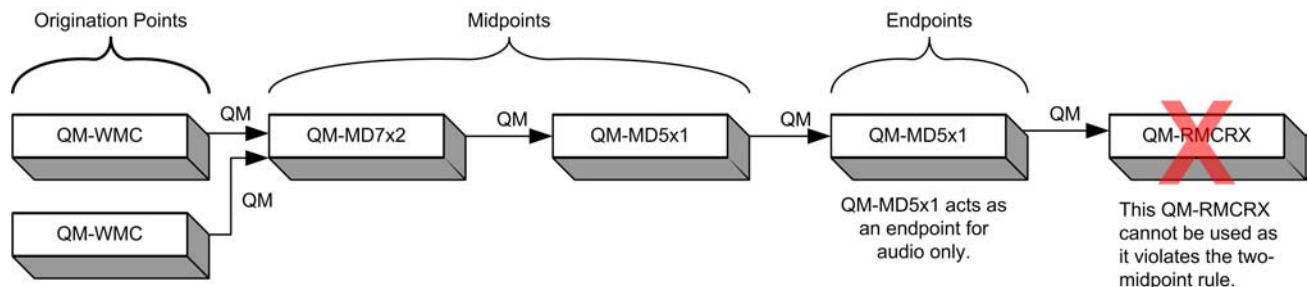 Origination Points
Midpoints
Endpoints
QM-WMC
QM
QM-MD7x2
QM
QM-MD5x1
QM
QM-MD5x1
QM
QM-RMCRX
QM-WMC
QM
QM-MD5x1 acts as
an endpoint for
audio only.
This QM-RMCRX
cannot be used as
it violates the two-
midpoint rule.